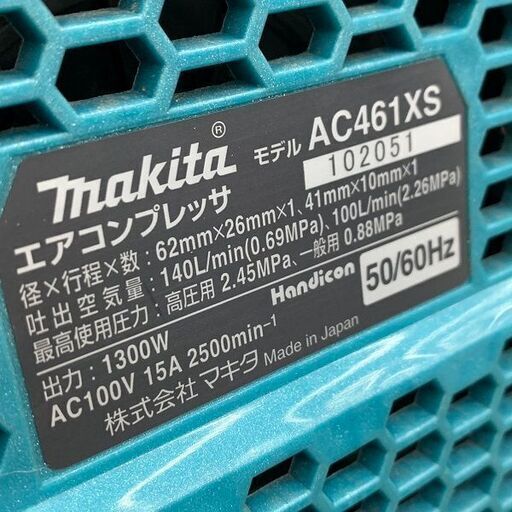 makita® モデル AC461XS
102051
エアコンプレッサ
径×行程×数：62mm×26mm×1、41mm×10mm×1
吐出空気量：140L/min(0.69MPa)、100L/min(2.26MPa)
最高使用圧力：高圧用 2.45MPa、一般用 0.88MPa
Handicon 50/60Hz
出力：1300W
AC100V 15A 2500min-1
株式会社 マキタ Made in Japan